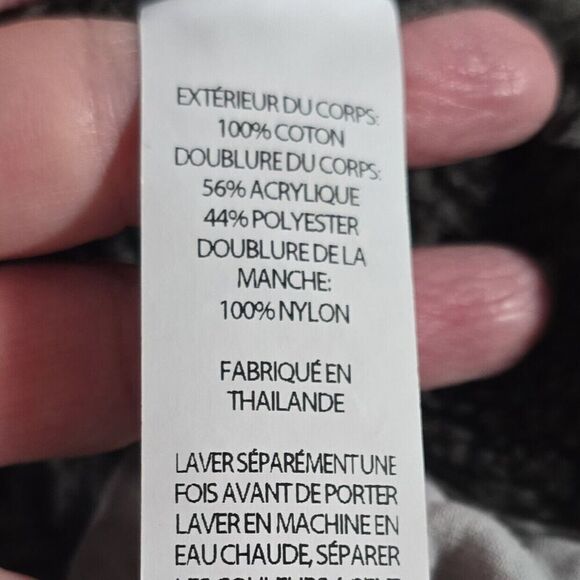 EXTÉRIEUR DU CORPS:
100% COTON
DOUBLURE DU CORPS:
56% ACRYLIQUE
44% POLYESTER
DOUBLURE DE LA
MANCHE:
100% NYLON
FABRIQUÉ EN
THAILANDE
LAVER SÉPARÉMENT UNE
FOIS AVANT DE PORTER
LAVER EN MACHINE EN
EAU CHAUDE, SÉPARER